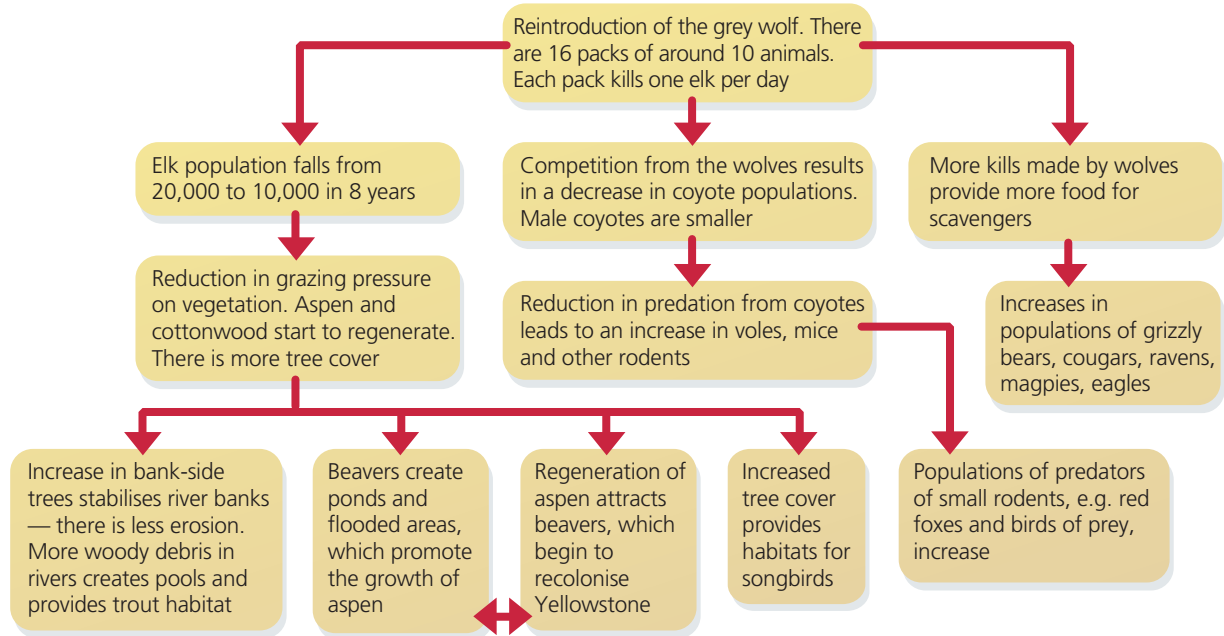 Reintroduction of the grey wolf. There
are 16 packs of around 10 animals.
Each pack kills one elk per day
Elk population falls from
20,000 to 10,000 in 8 years
Competition from the wolves results
in a decrease in coyote populations.
Male coyotes are smaller
More kills made by wolves
provide more food for
scavengers
Reduction in grazing pressure
on vegetation. Aspen and
cottonwood start to regenerate.
There is more tree cover
Reduction in predation from coyotes
leads to an increase in voles, mice
and other rodents
Increases in
populations of grizzly
bears, cougars, ravens,
magpies, eagles
Increase in bank-side
trees stabilises river banks
— there is less erosion.
More woody debris in
rivers creates pools and
provides trout habitat
Beavers create
ponds and
flooded areas,
which promote
the growth of
aspen
Regeneration of
aspen attracts
beavers, which
begin to
recolonise
Yellowstone
Increased
tree cover
provides
habitats for
songbirds
Populations of predators
of small rodents, e.g. red
foxes and birds of prey,
increase